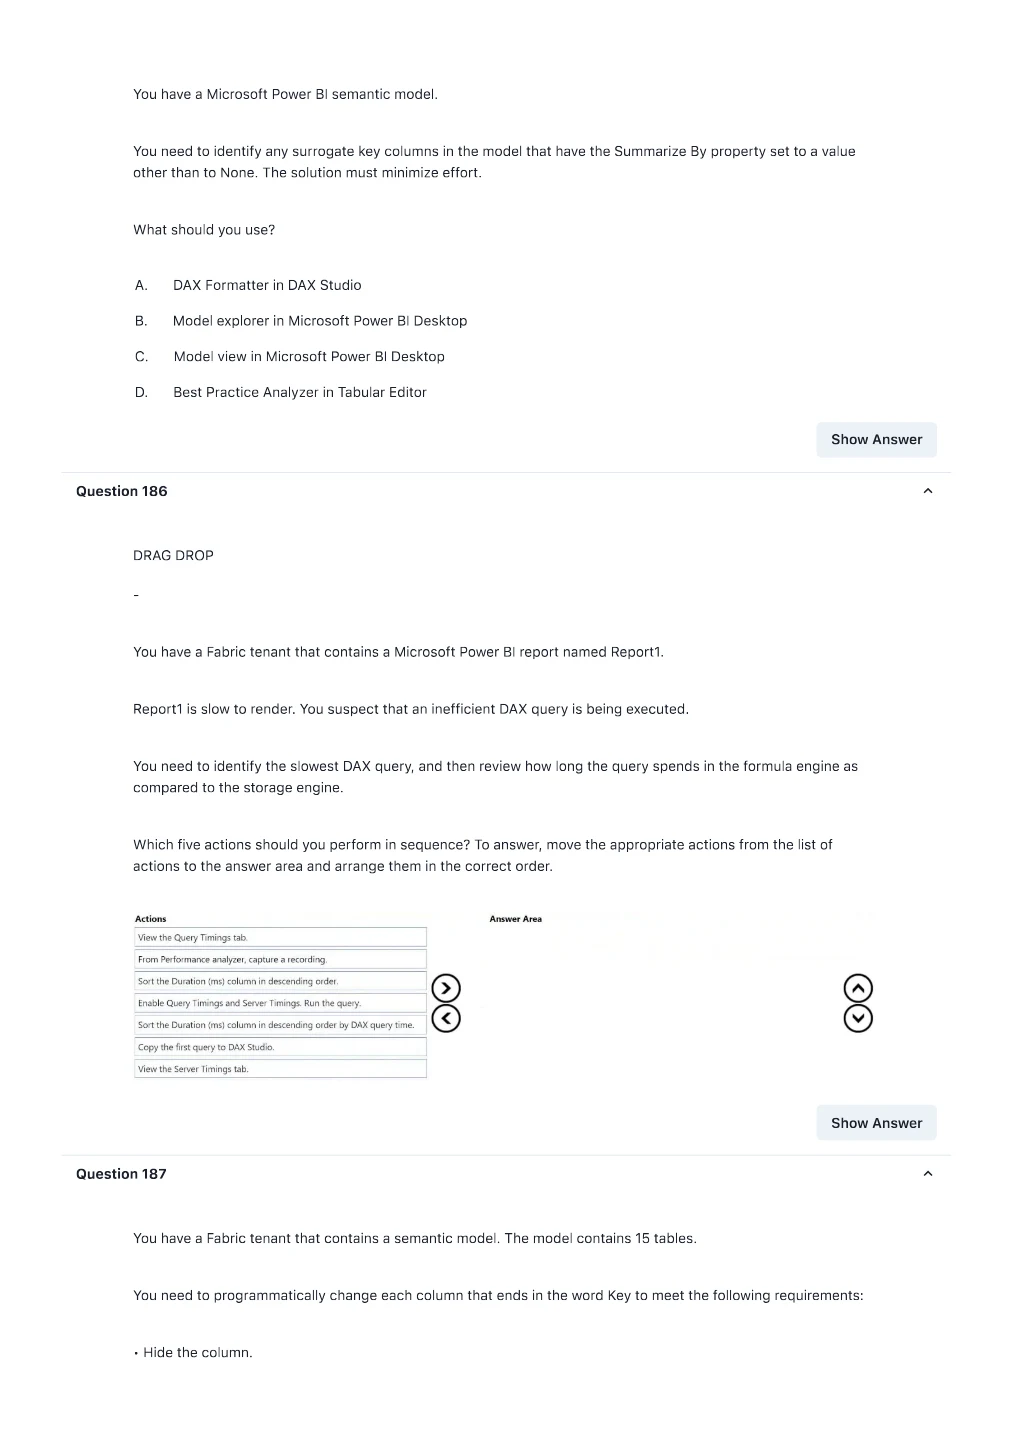 You have a Microsoft Power BI semantic model.
You need to identify any surrogate key columns in the model that have the Summarize By property set to a value
other than to None. The solution must minimize effort.
What should you use?
A. DAX Formatter in DAX Studio
B. Model explorer in Microsoft Power BI Desktop
C. Model view in Microsoft Power BI Desktop
D. Best Practice Analyzer in Tabular Editor
Show Answer
Question 186
DRAG DROP
-
You have a Fabric tenant that contains a Microsoft Power BI report named Report1.
Report1 is slow to render. You suspect that an inefficient DAX query is being executed.
You need to identify the slowest DAX query, and then review how long the query spends in the formula engine as
compared to the storage engine.
Which five actions should you perform in sequence? To answer, move the appropriate actions from the list of
actions to the answer area and arrange them in the correct order.
Actions
Answer Area
View the Query Timings tab.
From Performance analyzer, capture a recording.
Sort the Duration (ms) column in descending order.
Enable Query Timings and Server Timings. Run the query.
Sort the Duration (ms) column in descending order by DAX query time.
Copy the first query to DAX Studio.
View the Server Timings tab.
Show Answer
Question 187
You have a Fabric tenant that contains a semantic model. The model contains 15 tables.
You need to programmatically change each column that ends in the word Key to meet the following requirements:
• Hide the column.